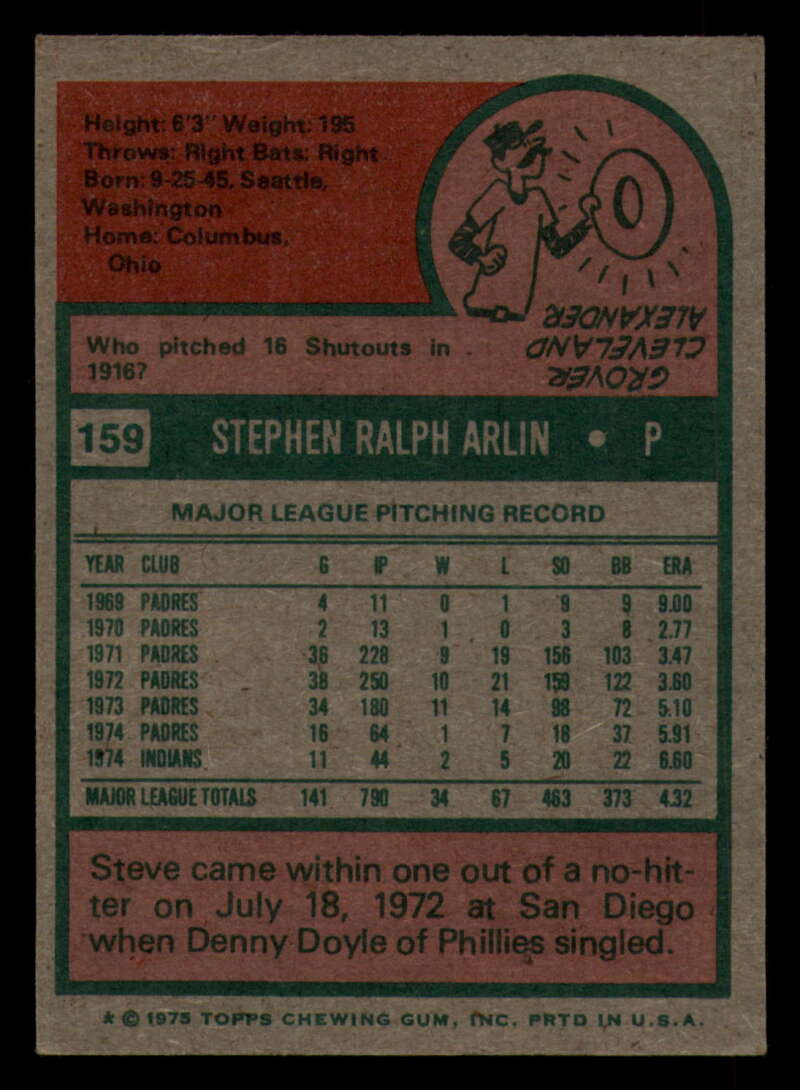 Height: 6'3" Weight: 195
Throws: Right Bats: Right
Born: 9-25-45, Seattle,
Washington
Home: Columbus,
Ohio
Who pitched 16 Shutouts in
1916?
GROVER
CLEVELAND
ALEXANDER
159 STEPHEN RALPH ARLIN • P
MAJOR LEAGUE PITCHING RECORD
YEAR CLUB G IP W L SO BB ERA
1969 PADRES 4 11 0 1 9 9 9.00
1970 PADRES 2 13 1 0 3 8 2.77
1971 PADRES 36 228 9 19 156 103 3.47
1972 PADRES 38 250 10 21 159 122 3.60
1973 PADRES 34 180 11 14 98 72 5.10
1974 PADRES 16 64 1 7 18 37 5.91
1974 INDIANS 11 44 2 5 20 22 6.60
MAJOR LEAGUE TOTALS 141 790 34 67 463 373 4.32
Steve came within one out of a no-hit-
ter on July 18, 1972 at San Diego
when Denny Doyle of Phillies singled.
* © 1975 TOPPS CHEWING GUM, INC. PRTD IN U.S.A.